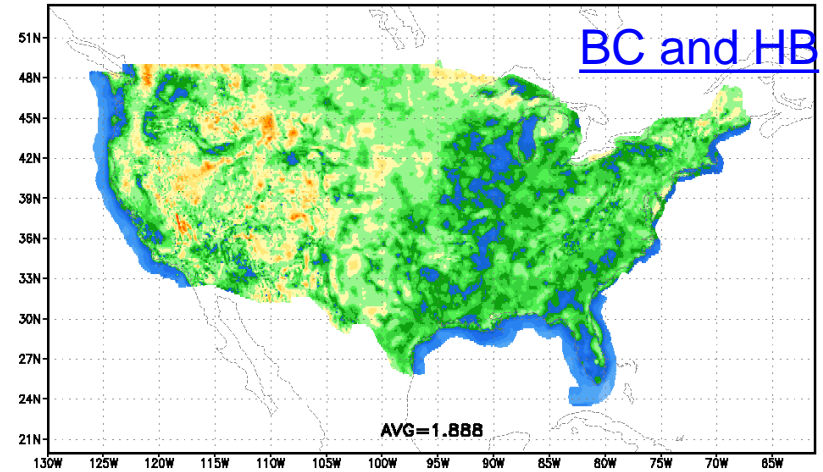 BC and HB
51N
48N
45N
42N
39N
36N
33N
30N
27N
24N
21N
AVG=1.888
130W 125W 120W 115W 110W 105W 100W 95W 90W 85W 80W 75W 70W 65W